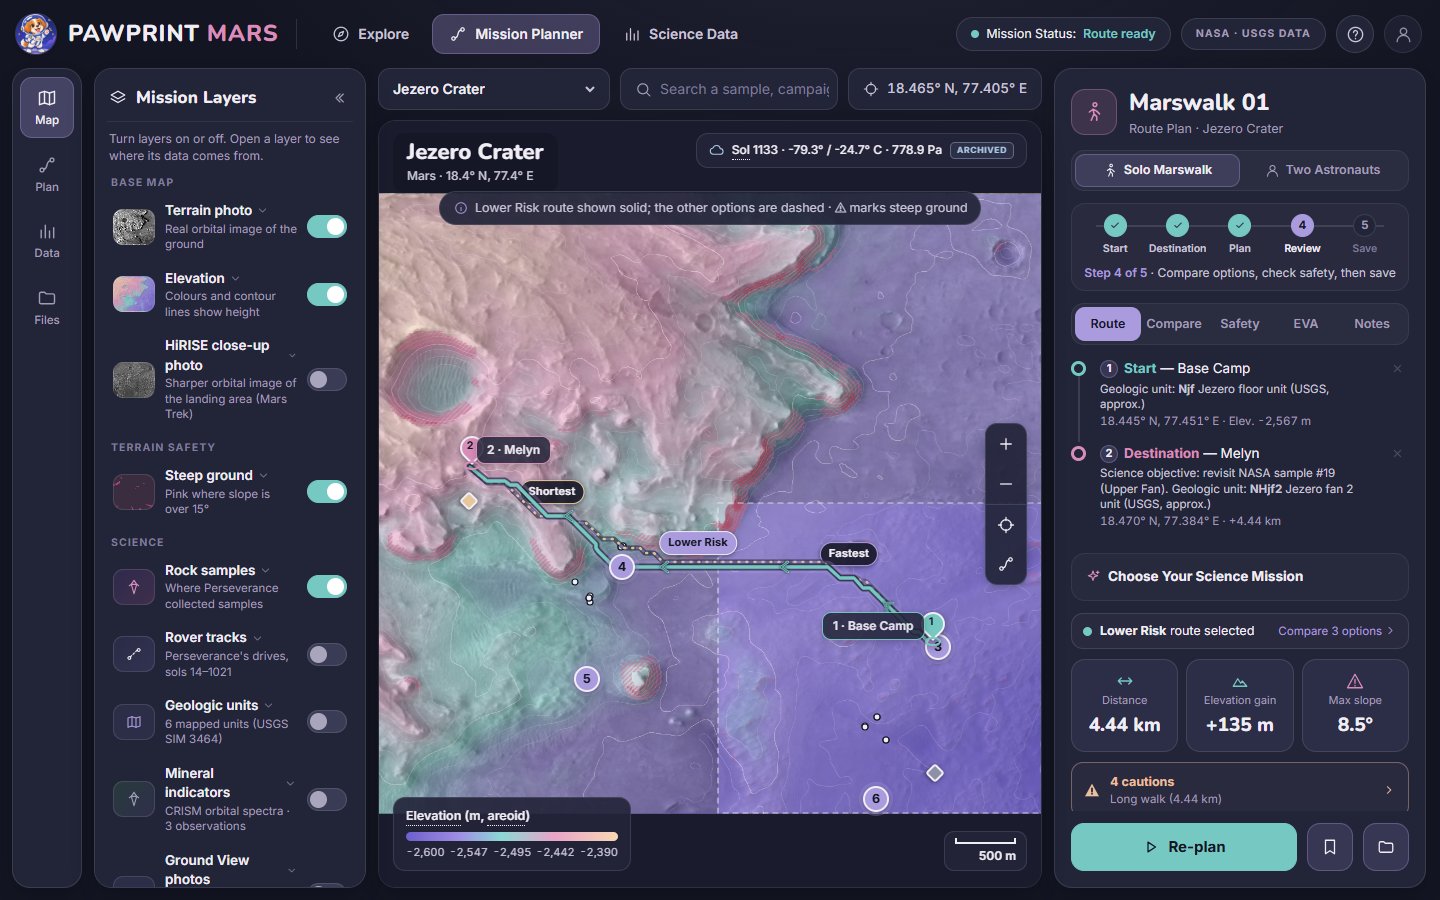 PAWPRINT MARS
Explore
Mission Planner
Science Data
Mission Status: Route ready
NASA · USGS DATA
Map
Plan
Data
Files
Mission Layers
Turn layers on or off. Open a layer to see
where its data comes from.
BASE MAP
Terrain photo
Real orbital image of the
ground
Elevation
Colours and contour
lines show height
HiRISE close-up
photo
Sharper orbital image of
the landing area (Mars
Trek)
TERRAIN SAFETY
Steep ground
Pink where slope is
over 15°
SCIENCE
Rock samples
Where Perseverance
collected samples
Rover tracks
Perseverance's drives,
sols 14–1021
Geologic units
6 mapped units (USGS
SIM 3464)
Mineral
indicators
CRISM orbital spectra ·
3 observations
Ground View
photos
Jezero Crater
Search a sample, campaig
18.465° N, 77.405° E
Jezero Crater
Mars · 18.4° N, 77.4° E
Sol 1133 · -79.3° / -24.7° C · 778.9 Pa
ARCHIVED
Lower Risk route shown solid; the other options are dashed · ⚠ marks steep ground
2
2 · Melyn
Shortest
Lower Risk
Fastest
4
1 · Base Camp
1
3
5
6
Elevation (m, areoid)
-2,600 -2,547 -2,495 -2,442 -2,390
500 m
Marswalk 01
Route Plan · Jezero Crater
Solo Marswalk
Two Astronauts
4
5
Start
Destination
Plan
Review
Save
Step 4 of 5 · Compare options, check safety, then save
Route
Compare
Safety
EVA
Notes
1 Start — Base Camp
Geologic unit: Njf Jezero floor unit (USGS,
approx.)
18.445° N, 77.451° E · Elev. -2,567 m
2 Destination — Melyn
Science objective: revisit NASA sample #19
(Upper Fan). Geologic unit: NHjf2 Jezero fan 2
unit (USGS, approx.)
18.470° N, 77.384° E · +4.44 km
Choose Your Science Mission
Lower Risk route selected
Compare 3 options
Distance
4.44 km
Elevation gain
+135 m
Max slope
8.5°
4 cautions
Long walk (4.44 km)
Re-plan